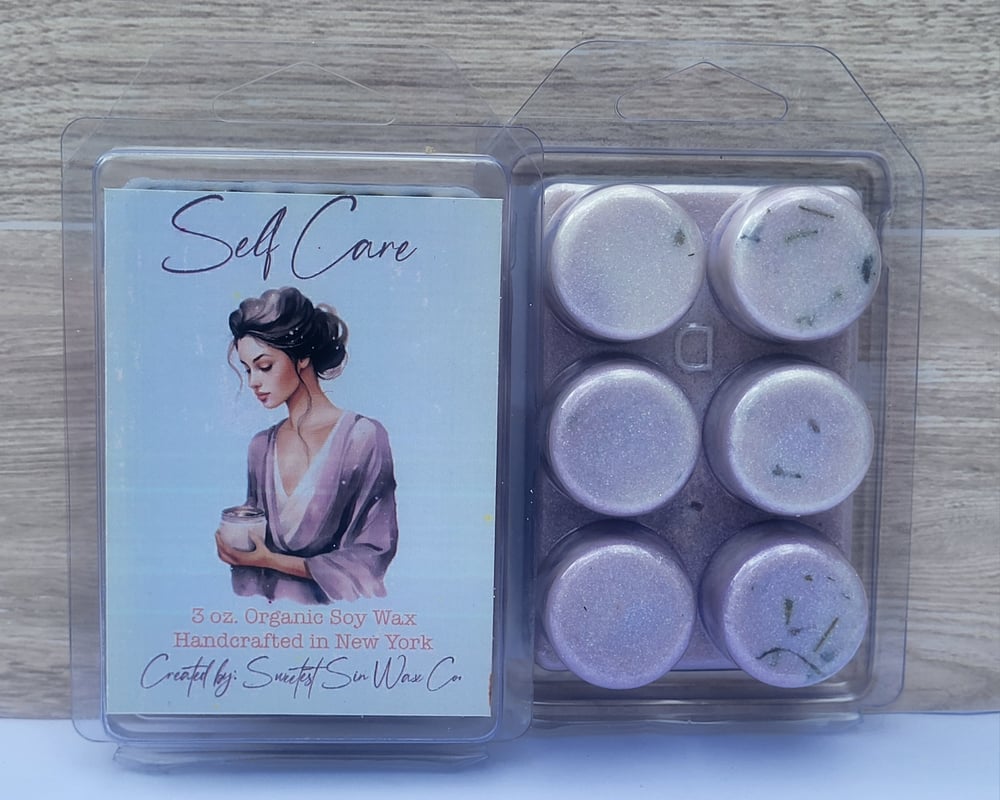 Self Care
3 oz. Organic Soy Wax
Handcrafted in New York
Created by: Sweetest Sin Wax Co.